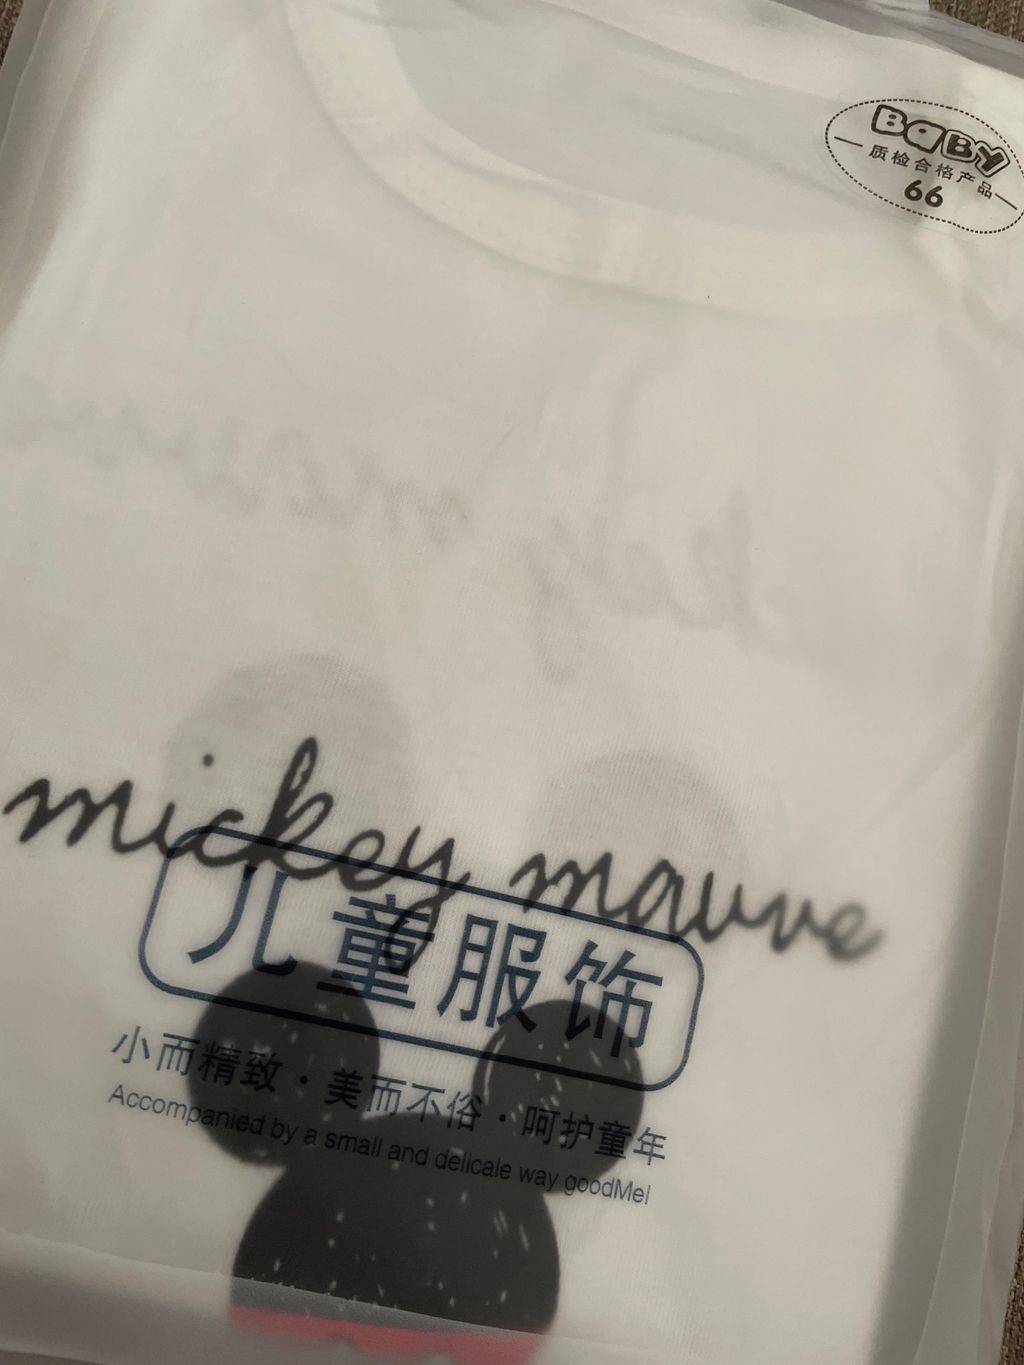 BABY
质检合格产品
66
mickey mauve
儿童服饰
小而精致·美而不俗·呵护童年
Accompanied by a small and delicale way goodMel